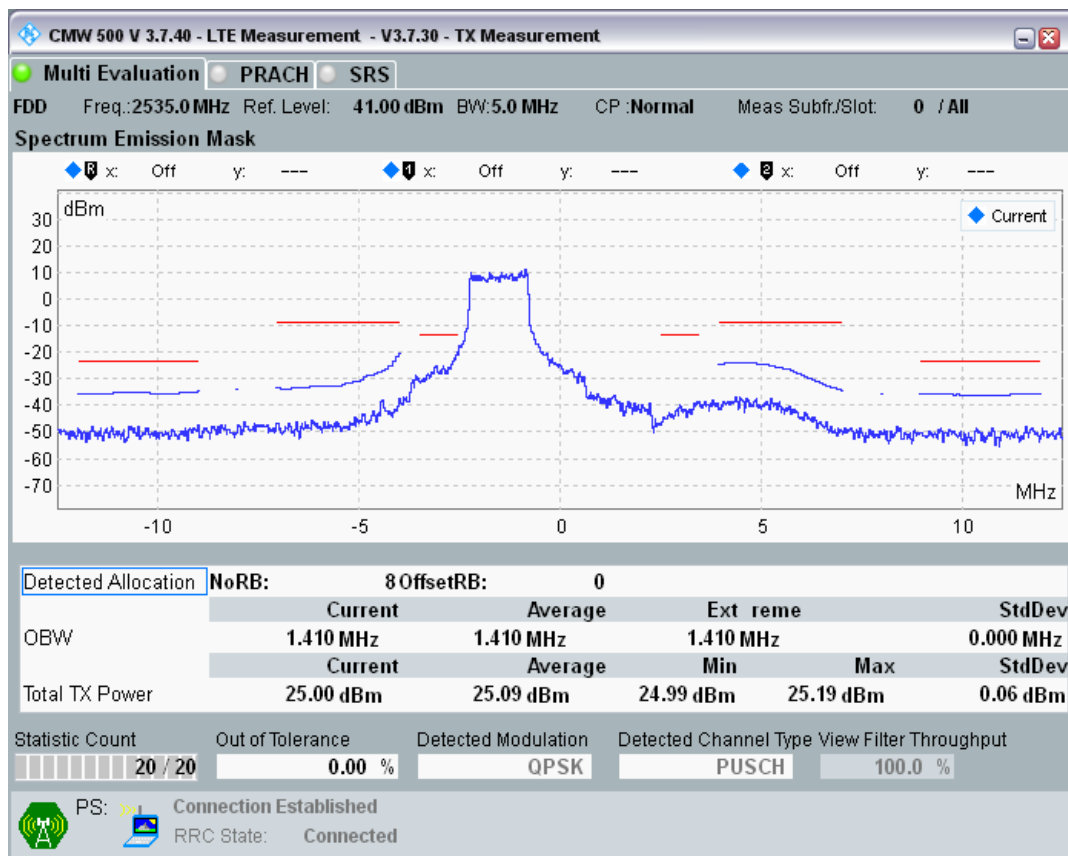 CMW 500 V 3.7.40 - LTE Measurement - V3.7.30 - TX Measurement
Multi Evaluation PRACH SRS
FDD Freg.:2535.0 MHz Ref. Level: 41.00 dBm BW:5.0 MHz CP :Normal Meas Subfr./Slot: 0 / All
Spectrum Emission Mask
R x: Off y: --- 1 x: Off y: --- 2 x: Off y: ---
dBm
Current
30
20
10
0
-10
-20
-30
-40
-50
-60
-70
MHz
-10 -5 0 5 10
Detected Allocation NoRB: 8 OffsetRB: 0
Current Average Ext reme StdDev
OBW 1.410 MHz 1.410 MHz 1.410 MHz 0.000 MHz
Current Average Min Max StdDev
Total TX Power 25.00 dBm 25.09 dBm 24.99 dBm 25.19 dBm 0.06 dBm
Statistic Count Out of Tolerance Detected Modulation Detected Channel Type View Filter Throughput
20 / 20 0.00 % QPSK PUSCH 100.0 %
PS: Connection Established
RRC State: Connected